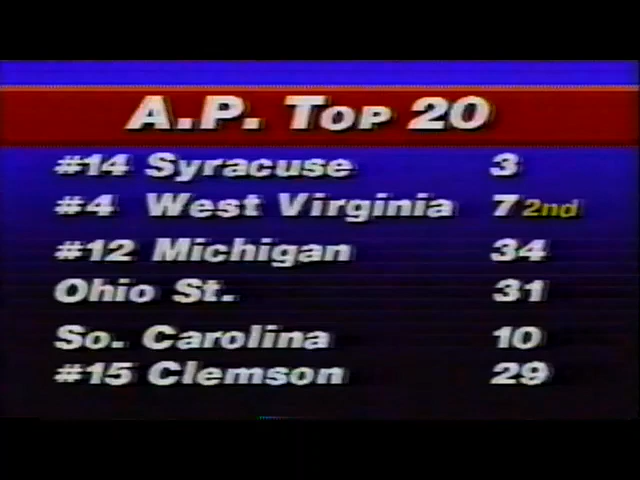 A.P. TOP 20
#14 Syracuse 3
#4 West Virginia 7 2nd
#12 Michigan 34
Ohio St. 31
So. Carolina 10
#15 Clemson 29